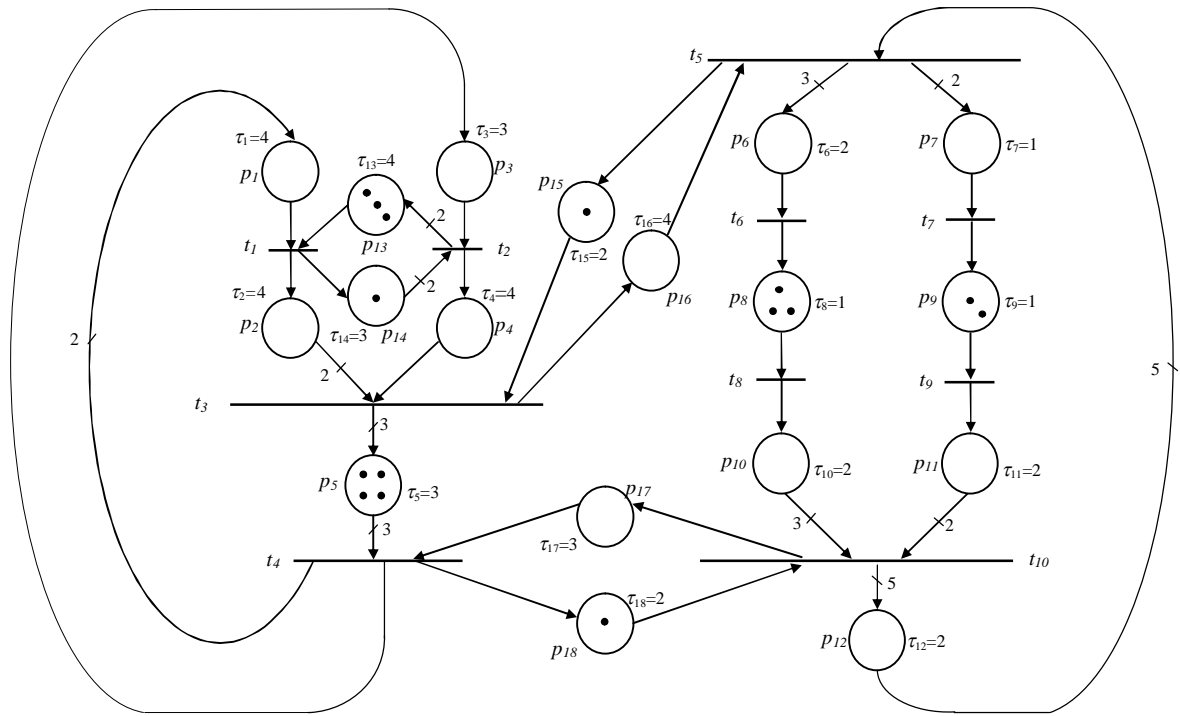 t5
3
2
τ1=4
τ3=3
p1
p3
τ13=4
p6
τ6=2
p7
τ7=1
p15
2
τ16=4
t6
t7
t1
p13
t2
τ15=2
2
p16
τ2=4
τ4=4
p8
τ8=1
p9
τ9=1
p2
τ14=3
p14
p4
2
2
5
t8
t9
t3
3
p10
τ10=2
p11
τ11=2
p5
τ5=3
p17
3
3
2
τ17=3
t4
t10
5
τ18=2
p18
p12
τ12=2